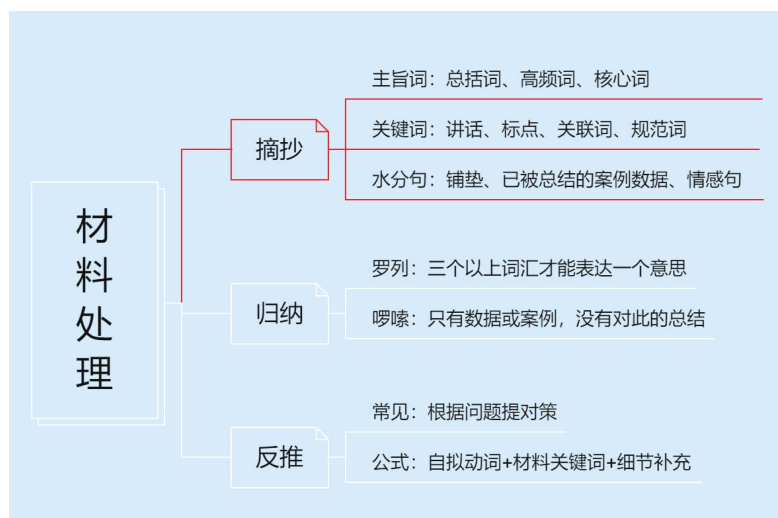 材料处理
摘抄
主旨词：总括词、高频词、核心词
关键词：讲话、标点、关联词、规范词
水分句：铺垫、已被总结的案例数据、情感句
归纳
罗列：三个以上词汇才能表达一个意思
啰嗦：只有数据或案例，没有对此的总结
反推
常见：根据问题提对策
公式：自拟动词+材料关键词+细节补充